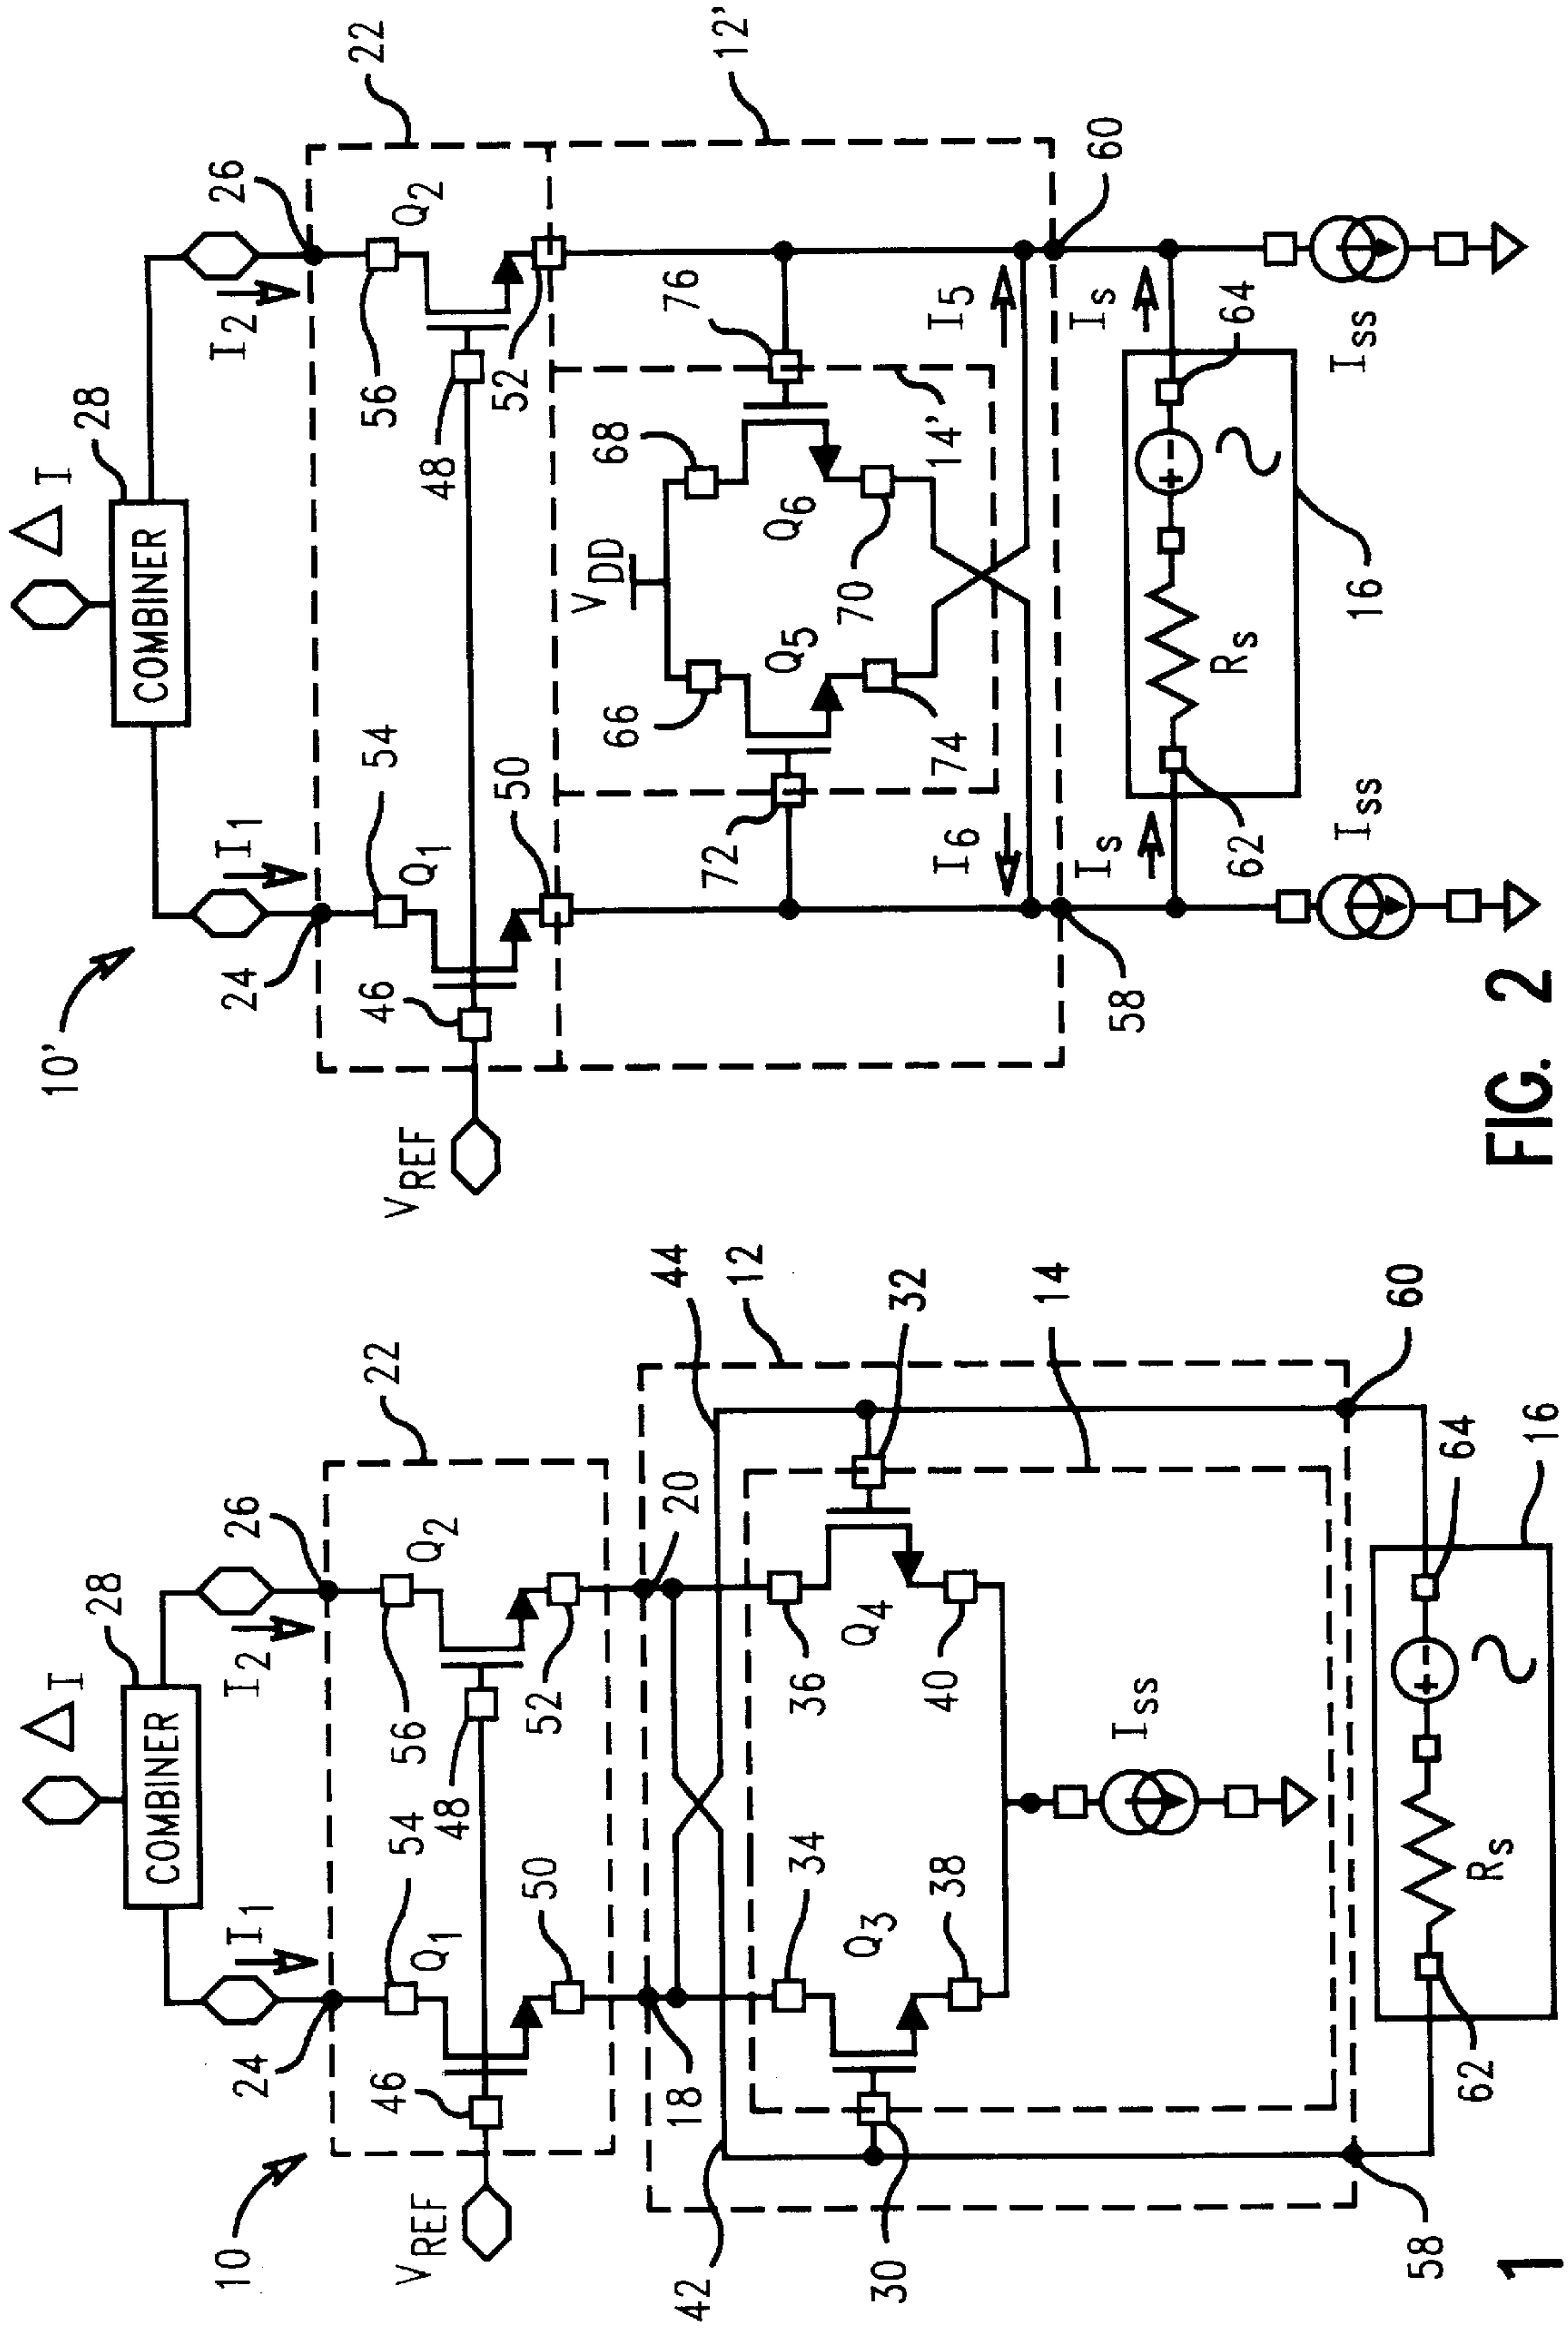 10
△ I
28
COMBINER
I1
I2
24
26
22
54
56
Q1
Q2
46
48
VREF
50
52
18
20
44
42
12
34
36
32
30
Q3
Q4
38
40
14
Iss
58
60
62
64
Rs
+ -
16
1
10'
△ I
28
COMBINER
I1
I2
24
26
22
54
56
Q1
Q2
46
48
VREF
50
52
12'
VDD
66
68
72
76
Q5
Q6
74
70
14'
I6
I5
58
60
Is
Is
62
64
Rs
+ -
16
Iss
Iss
FIG. 2